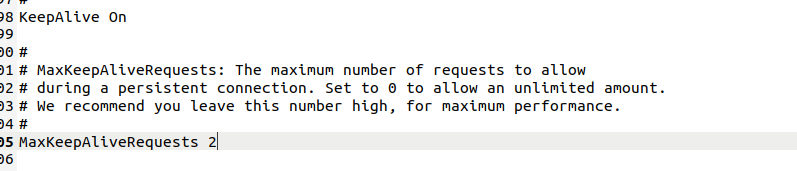 #
98 KeepAlive On
99
00 #
01 # MaxKeepAliveRequests: The maximum number of requests to allow
02 # during a persistent connection. Set to 0 to allow an unlimited amount.
03 # We recommend you leave this number high, for maximum performance.
04 #
05 MaxKeepAliveRequests 2
06